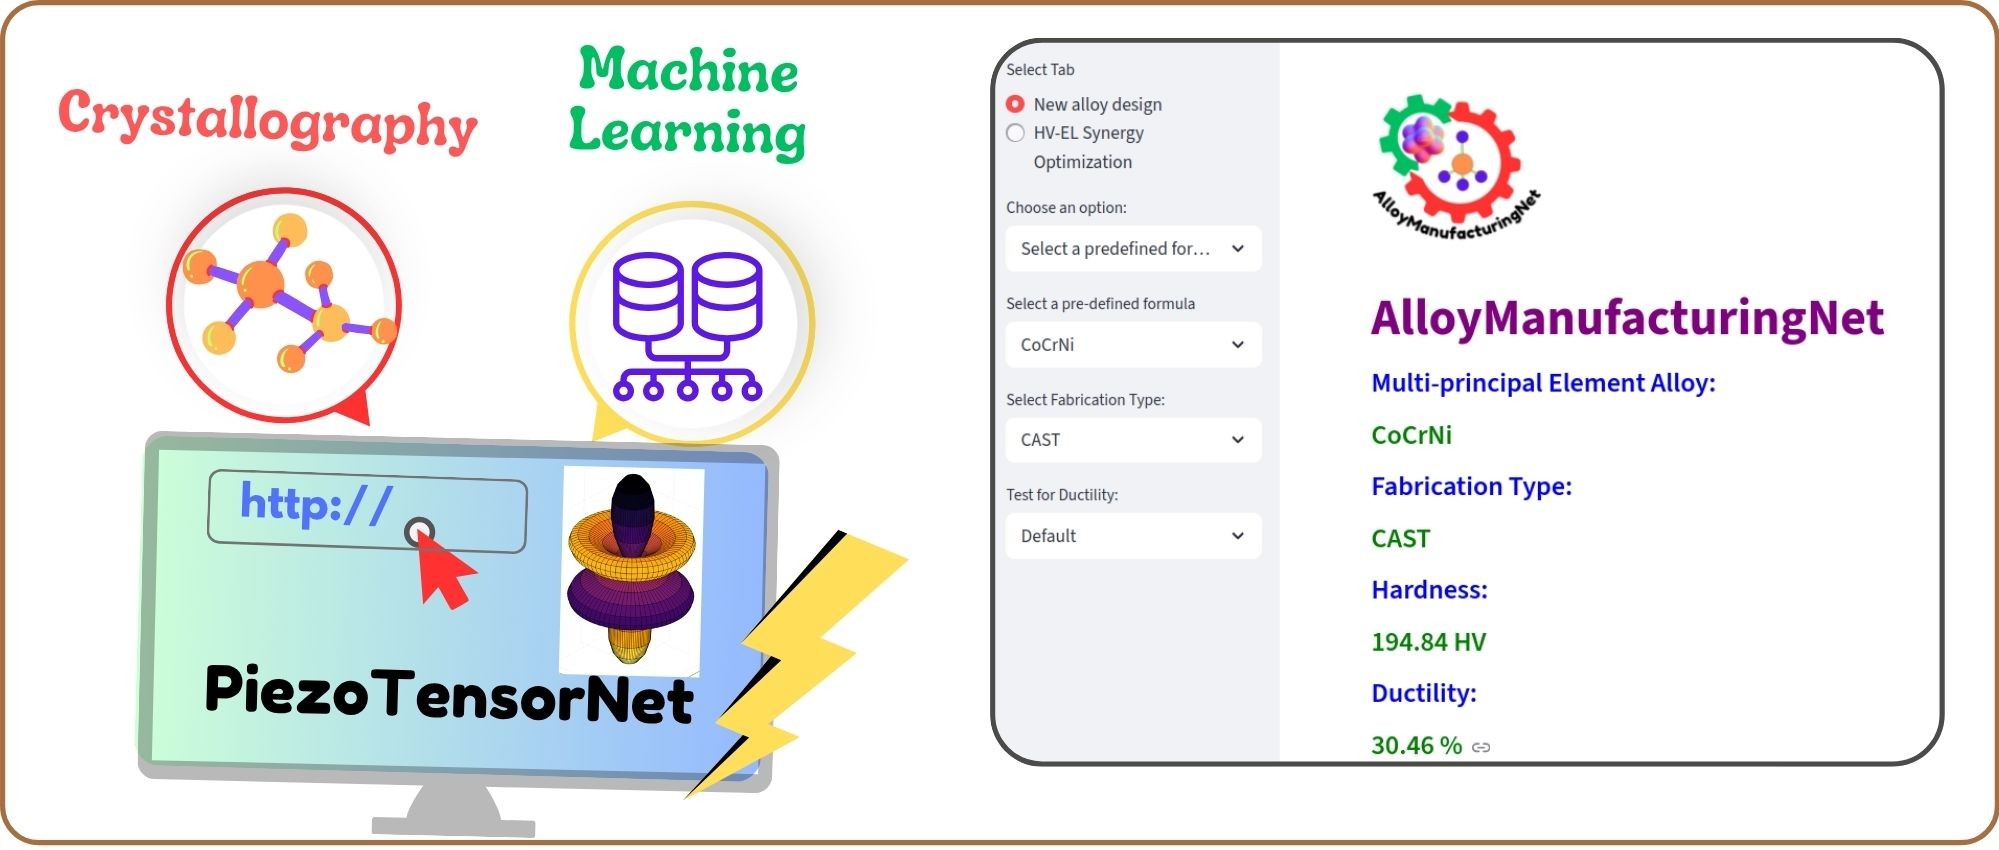 Crystallography
Machine
Learning
http://
PiezoTensorNet
Select Tab
New alloy design
HV-EL Synergy
Optimization
Choose an option:
Select a predefined for...
Select a pre-defined formula
CoCrNi
Select Fabrication Type:
CAST
Test for Ductility:
Default
AlloyManufacturingNet
AlloyManufacturingNet
Multi-principal Element Alloy:
CoCrNi
Fabrication Type:
CAST
Hardness:
194.84 HV
Ductility:
30.46 %